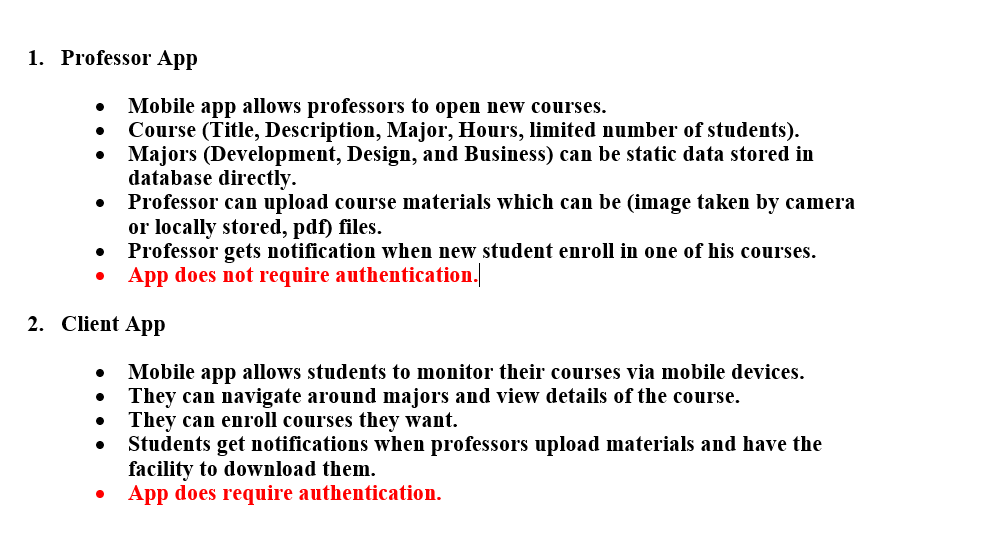 1. Professor App
• Mobile app allows professors to open new courses.
• Course (Title, Description, Major, Hours, limited number of students).
• Majors (Development, Design, and Business) can be static data stored in
database directly.
• Professor can upload course materials which can be (image taken by camera
or locally stored, pdf) files.
• Professor gets notification when new student enroll in one of his courses.
• App does not require authentication.
2. Client App
• Mobile app allows students to monitor their courses via mobile devices.
• They can navigate around majors and view details of the course.
• They can enroll courses they want.
• Students get notifications when professors upload materials and have the
facility to download them.
• App does require authentication.